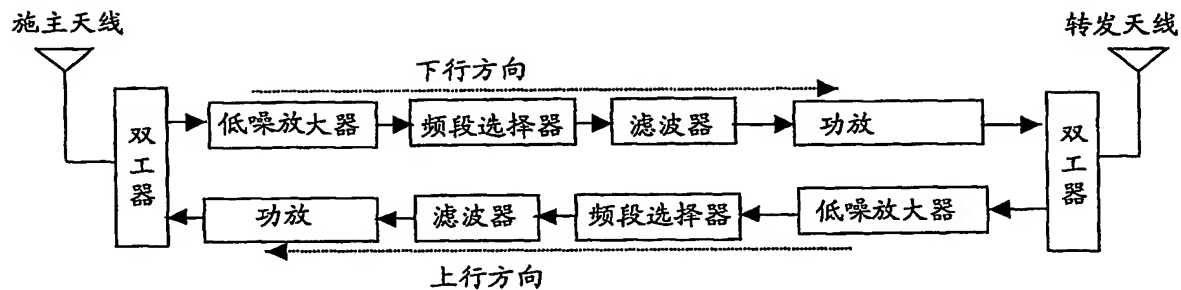 施主天线
转发天线
下行方向
双工器
低噪放大器
频段选择器
滤波器
功放
双工器
功放
滤波器
频段选择器
低噪放大器
上行方向